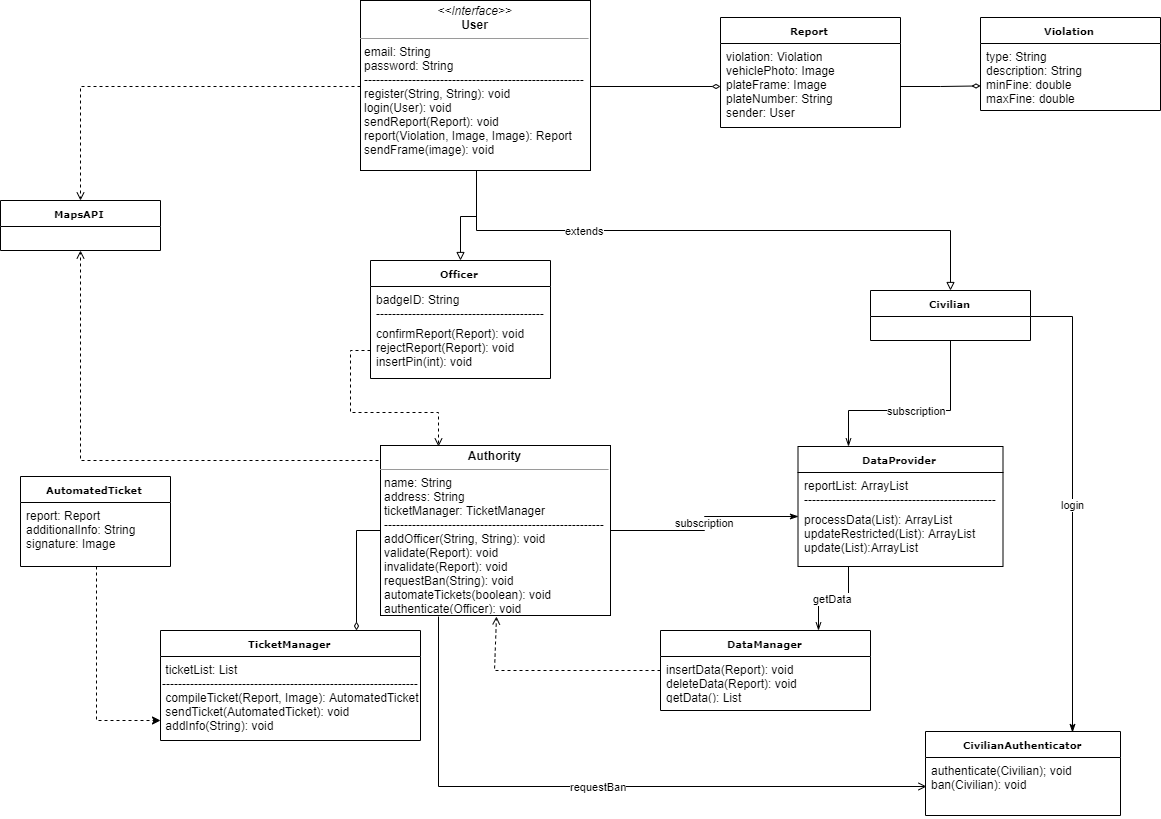 <<Interface>>
User
email: String
password: String
register(String, String): void
login(User): void
sendReport(Report): void
report(Violation, Image, Image): Report
sendFrame(image): void
Report
violation: Violation
vehiclePhoto: Image
plateFrame: Image
plateNumber: String
sender: User
Violation
type: String
description: String
minFine: double
maxFine: double
MapsAPI
extends
Officer
badgeID: String
confirmReport(Report): void
rejectReport(Report): void
insertPin(int): void
Civilian
subscription
Authority
name: String
address: String
ticketManager: TicketManager
addOfficer(String, String): void
validate(Report): void
invalidate(Report): void
requestBan(String): void
automateTickets(boolean): void
authenticate(Officer): void
subscription
DataProvider
reportList: ArrayList
processData(List): ArrayList
updateRestricted(List): ArrayList
update(List):ArrayList
login
AutomatedTicket
report: Report
additionalInfo: String
signature: Image
getData
TicketManager
ticketList: List
compileTicket(Report, Image): AutomatedTicket
sendTicket(AutomatedTicket): void
addInfo(String): void
DataManager
insertData(Report): void
deleteData(Report): void
getData(): List
CivilianAuthenticator
authenticate(Civilian); void
ban(Civilian): void
requestBan